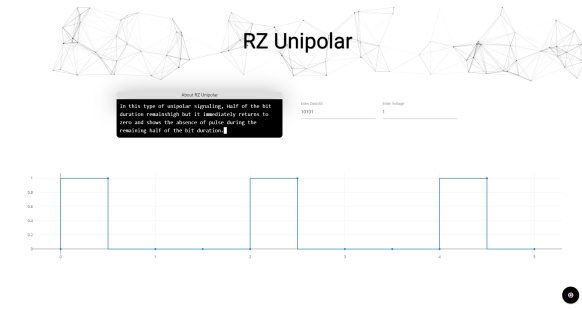 RZ Unipolar
About RZ Unipolar
In this type of unipolar signaling, Half of the bit
duration remainshigh but it immediately returns to
zero and shows the absence of pulse during the
remaining half of the bit duration.
Enter Data Bit
10101
Enter Voltage
1
1
0.8
0.6
0.4
0.2
0
0
1
2
3
4
5